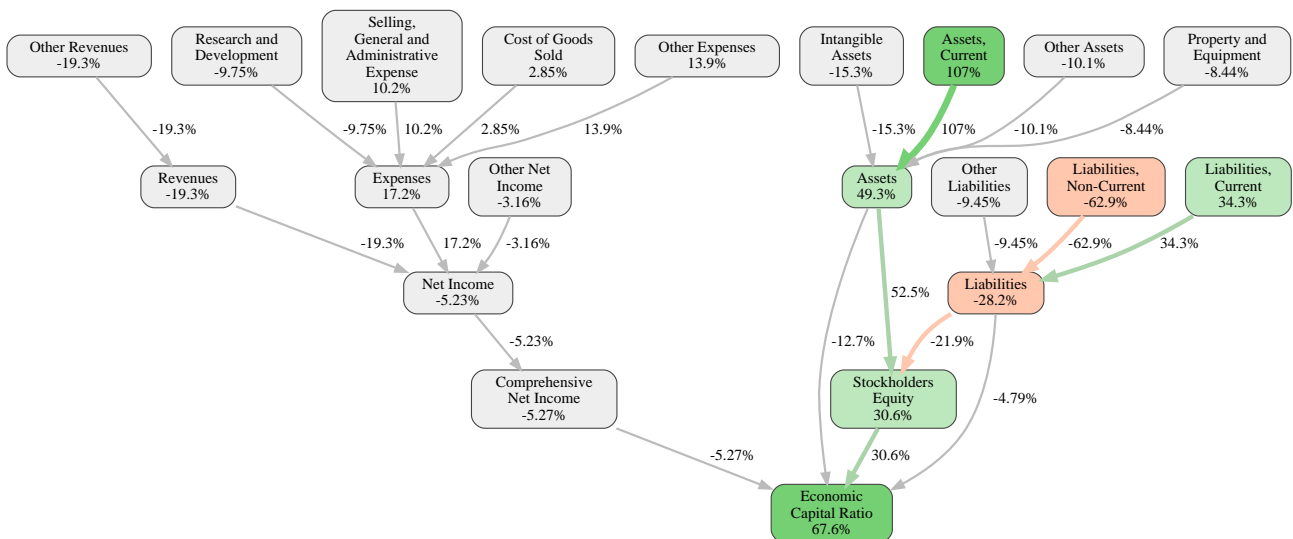 Other Revenues
-19.3%
Research and
Development
-9.75%
Selling,
General and
Administrative
Expense
10.2%
Cost of Goods
Sold
2.85%
Other Expenses
13.9%
Intangible
Assets
-15.3%
Assets,
Current
107%
Other Assets
-10.1%
Property and
Equipment
-8.44%
-19.3%
-9.75%
10.2%
2.85%
13.9%
-15.3%
107%
-10.1%
-8.44%
Revenues
-19.3%
Expenses
17.2%
Other Net
Income
-3.16%
Assets
49.3%
Other
Liabilities
-9.45%
Liabilities,
Non-Current
-62.9%
Liabilities,
Current
34.3%
-19.3%
17.2%
-3.16%
-9.45%
-62.9%
34.3%
Net Income
-5.23%
Liabilities
-28.2%
52.5%
-5.23%
-12.7%
-21.9%
Comprehensive
Net Income
-5.27%
Stockholders
Equity
30.6%
-4.79%
-5.27%
30.6%
Economic
Capital Ratio
67.6%